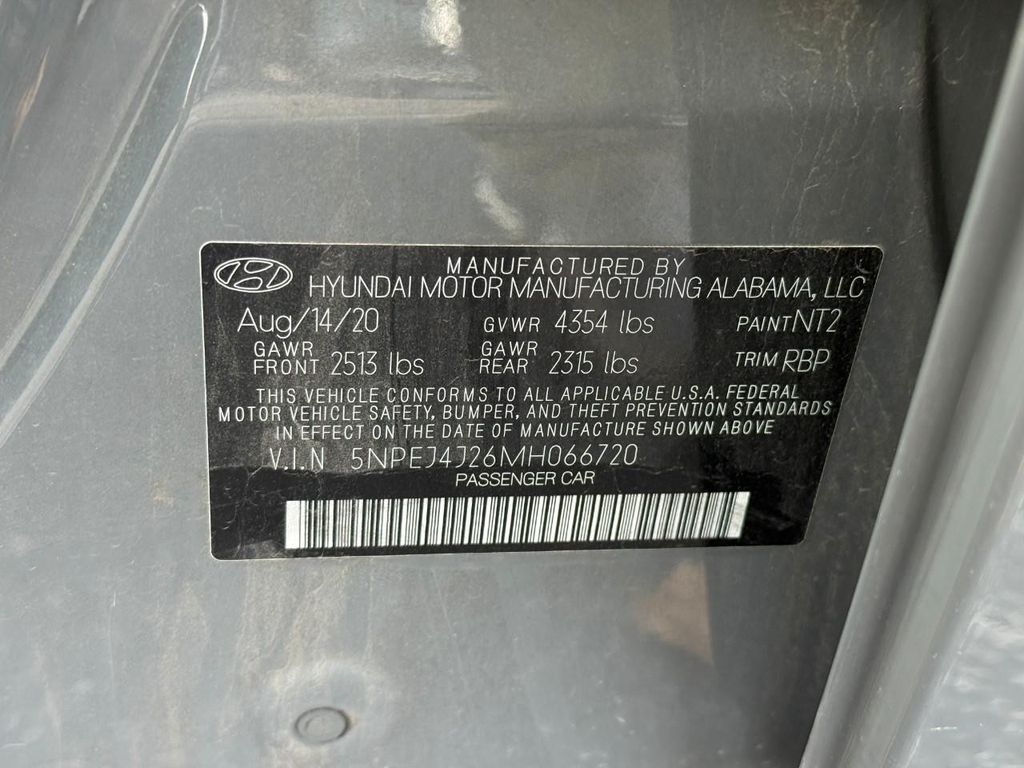 MANUFACTURED BY
HYUNDAI MOTOR MANUFACTURING ALABAMA, LLC
Aug/14/20 GVWR 4354 lbs PAINT NT2
GAWR FRONT 2513 lbs GAWR REAR 2315 lbs TRIM RBP
THIS VEHICLE CONFORMS TO ALL APPLICABLE U.S.A. FEDERAL
MOTOR VEHICLE SAFETY, BUMPER, AND THEFT PREVENTION STANDARDS
IN EFFECT ON THE DATE OF MANUFACTURE SHOWN ABOVE
V.I.N 5NPEJ4J26MH066720
PASSENGER CAR